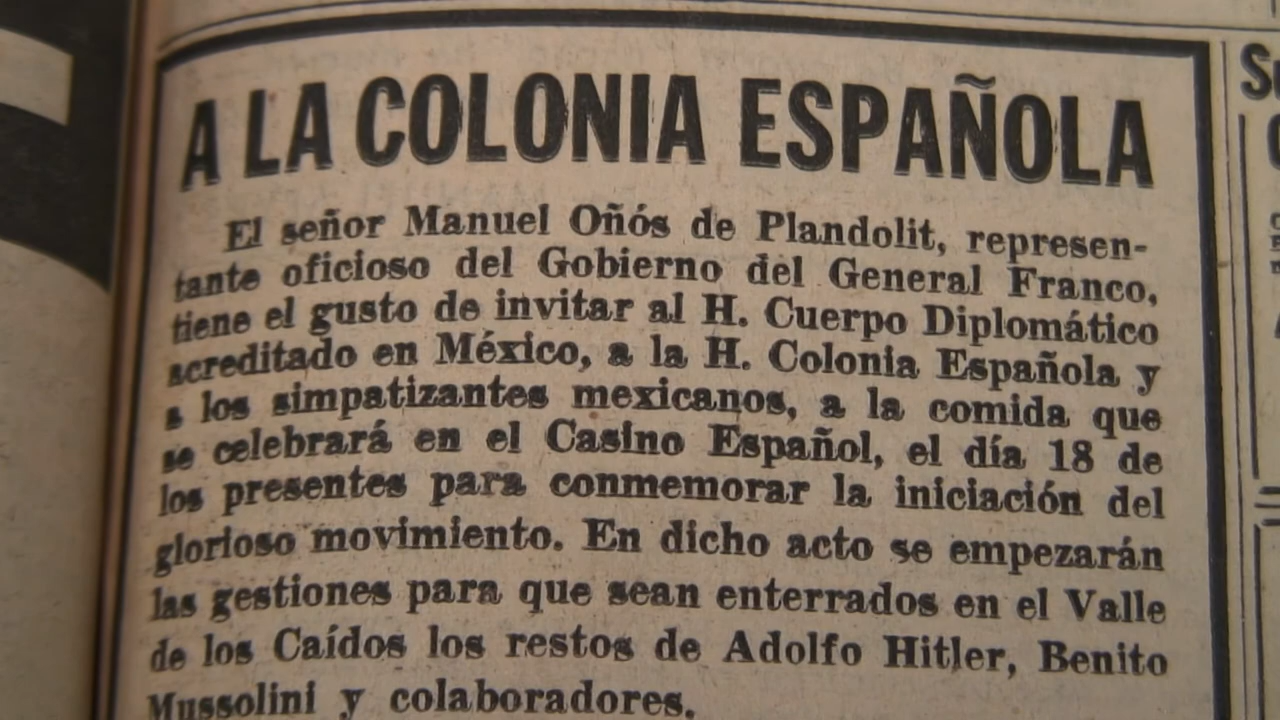 A LA COLONIA ESPAÑOLA
El señor Manuel Oñós de Plandolit, represen-
tante oficioso del Gobierno del General Franco,
tiene el gusto de invitar al H. Cuerpo Diplomático
acreditado en México, a la H. Colonia Española y
a los simpatizantes mexicanos, a la comida que
se celebrará en el Casino Español, el día 18 de
los presentes para conmemorar la iniciación del
glorioso movimiento. En dicho acto se empezarán
las gestiones para que sean enterrados en el Valle
de los Caídos los restos de Adolfo Hitler, Benito
Mussolini y colaboradores.